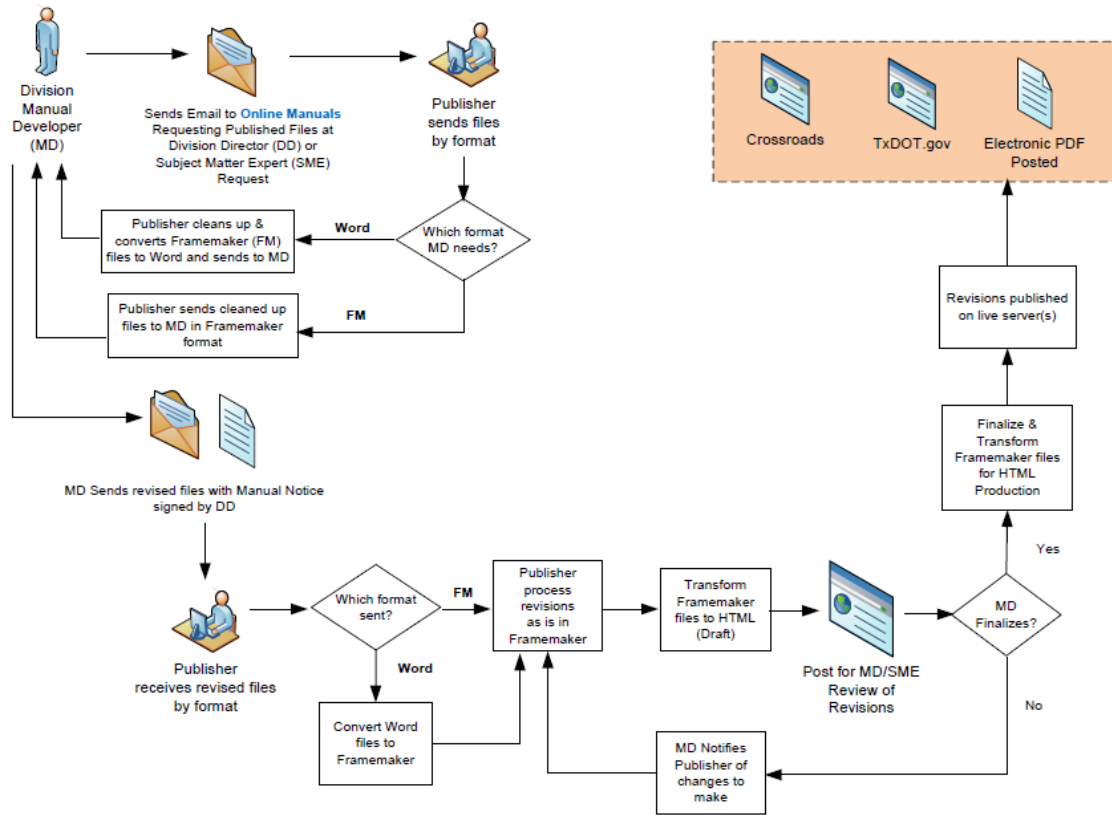 Division
Manual
Developer
(MD)
Sends Email to Online Manuals
Requesting Published Files at
Division Director (DD) or
Subject Matter Expert (SME)
Request
Publisher
sends files
by format
Which format
MD needs?
Word
Publisher cleans up &
converts Framemaker (FM)
files to Word and sends to MD
FM
Publisher sends cleaned up
files to MD in Framemaker
format
MD Sends revised files with Manual Notice
signed by DD
Publisher
receives revised files
by format
Which format
sent?
FM
Word
Convert Word
files to
Framemaker
Publisher
process
revisions
as is in
Framemaker
Transform
Framemaker
files to HTML
(Draft)
Post for MD/SME
Review of
Revisions
MD
Finalizes?
No
MD Notifies
Publisher of
changes to
make
Yes
Finalize &
Transform
Framemaker files
for HTML
Production
Revisions published
on live server(s)
Crossroads
TxDOT.gov
Electronic PDF
Posted